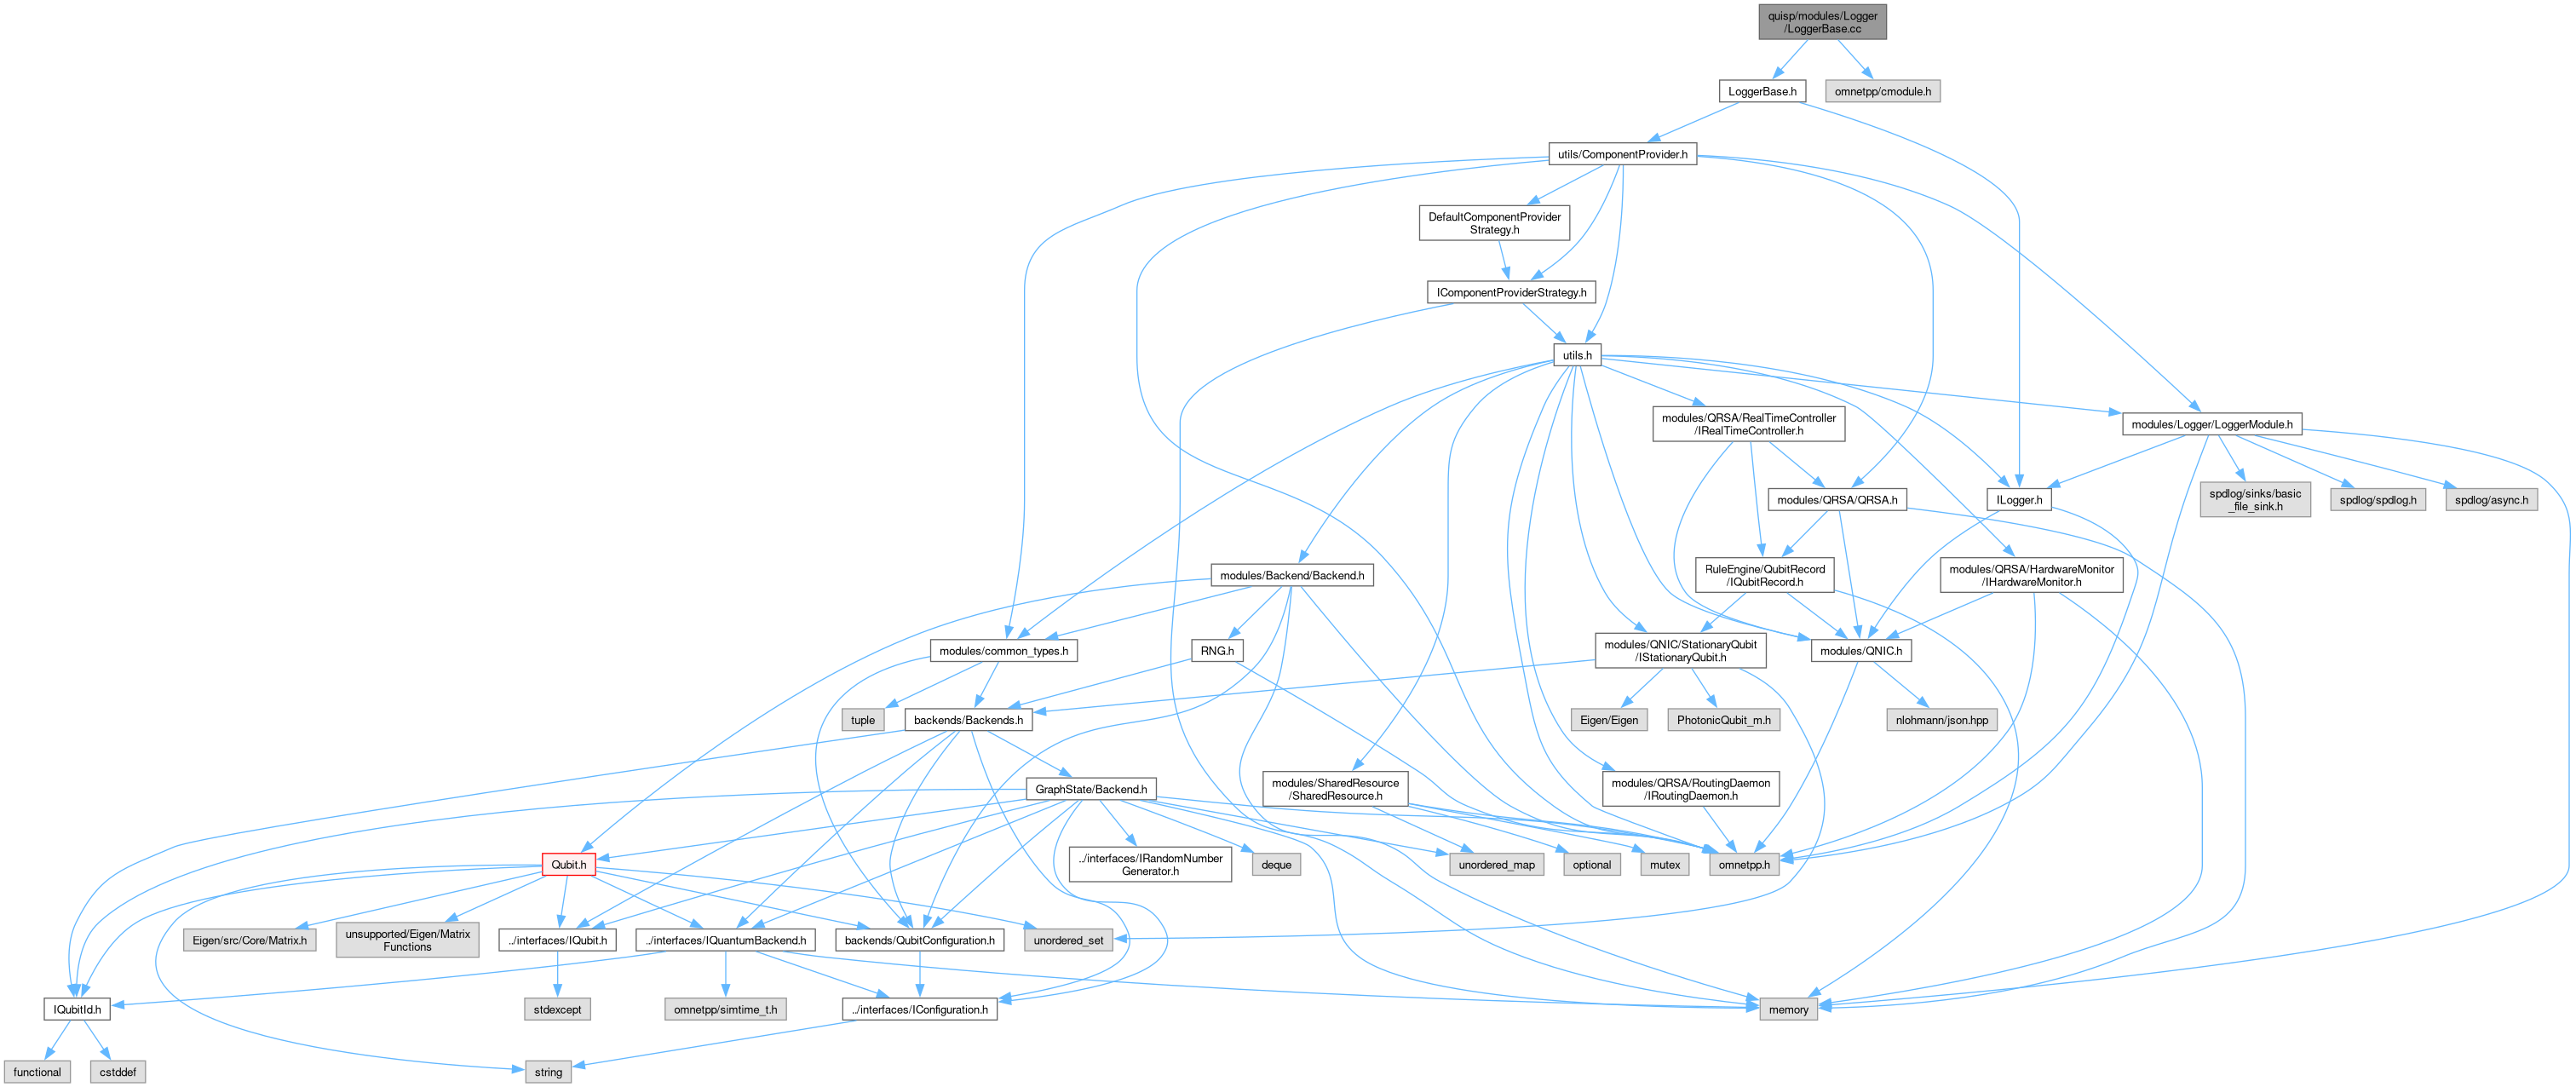 quisp/modules/Logger
/LoggerBase.cc
LoggerBase.h
omnetpp/cmodule.h
utils/ComponentProvider.h
DefaultComponentProvider
Strategy.h
IComponentProviderStrategy.h
utils.h
modules/QRSA/RealTimeController
/IRealTimeController.h
modules/Logger/LoggerModule.h
modules/QRSA/QRSA.h
ILogger.h
spdlog/sinks/basic
_file_sink.h
spdlog/spdlog.h
spdlog/async.h
modules/Backend/Backend.h
RuleEngine/QubitRecord
/IQubitRecord.h
modules/QRSA/HardwareMonitor
/IHardwareMonitor.h
modules/common_types.h
RNG.h
modules/QNIC/StationaryQubit
/IStationaryQubit.h
modules/QNIC.h
tuple
backends/Backends.h
Eigen/Eigen
PhotonicQubit_m.h
nlohmann/json.hpp
GraphState/Backend.h
modules/SharedResource
/SharedResource.h
modules/QRSA/RoutingDaemon
/IRoutingDaemon.h
Qubit.h
../interfaces/IRandomNumber
Generator.h
deque
unordered_map
optional
mutex
omnetpp.h
Eigen/src/Core/Matrix.h
unsupported/Eigen/Matrix
Functions
../interfaces/IQubit.h
../interfaces/IQuantumBackend.h
backends/QubitConfiguration.h
unordered_set
IQubitId.h
stdexcept
omnetpp/simtime_t.h
../interfaces/IConfiguration.h
memory
functional
cstddef
string